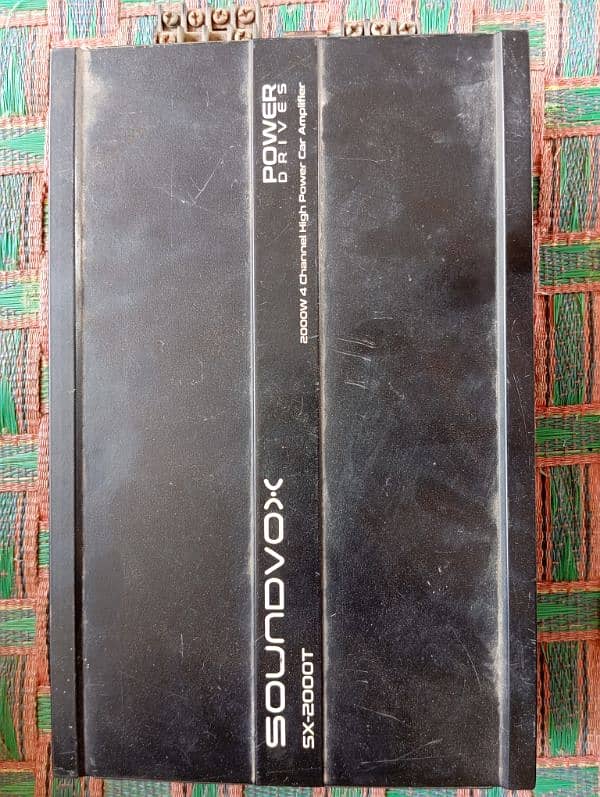 SOUNDVOX
SX-2000T
POWER
DRIVES
2000W 4 Channel High Power Car Amplifier